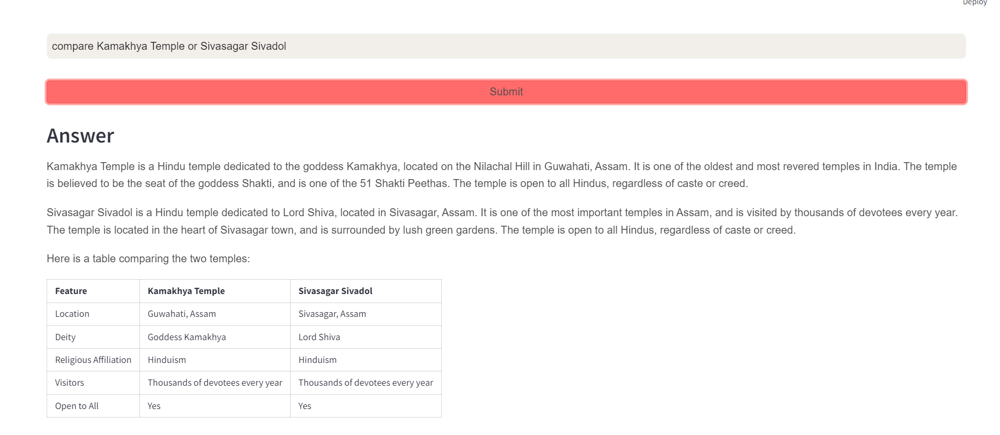 Deploy
compare Kamakhya Temple or Sivasagar Sivadol
Submit
Answer
Kamakhya Temple is a Hindu temple dedicated to the goddess Kamakhya, located on the Nilachal Hill in Guwahati, Assam. It is one of the oldest and most revered temples in India. The temple
is believed to be the seat of the goddess Shakti, and is one of the 51 Shakti Peethas. The temple is open to all Hindus, regardless of caste or creed.
Sivasagar Sivadol is a Hindu temple dedicated to Lord Shiva, located in Sivasagar, Assam. It is one of the most important temples in Assam, and is visited by thousands of devotees every year.
The temple is located in the heart of Sivasagar town, and is surrounded by lush green gardens. The temple is open to all Hindus, regardless of caste or creed.
Here is a table comparing the two temples:
Feature Kamakhya Temple Sivasagar Sivadol
Location Guwahati, Assam Sivasagar, Assam
Deity Goddess Kamakhya Lord Shiva
Religious Affiliation Hinduism Hinduism
Visitors Thousands of devotees every year Thousands of devotees every year
Open to All Yes Yes